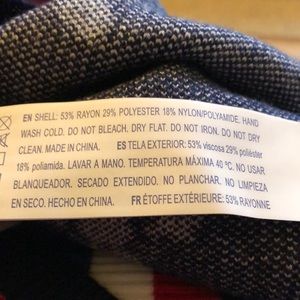 EN SHELL: 53% RAYON 29% POLYESTER 18% NYLON/POLYAMIDE. HAND
WASH COLD. DO NOT BLEACH. DRY FLAT. DO NOT IRON. DO NOT DRY
CLEAN. MADE IN CHINA. ES TELA EXTERIOR: 53% viscosa 29% poliéster
18% poliamida. LAVAR A MANO. TEMPERATURA MÀXIMA 40 ºC. NO USAR
BLANQUEADOR. SECADO EXTENDIDO. NO PLANCHAR. NO LIMPIEZA
EN SECO. HECHO EN CHINA. FR ÉTOFFE EXTÉRIEURE: 53% RAYONNE